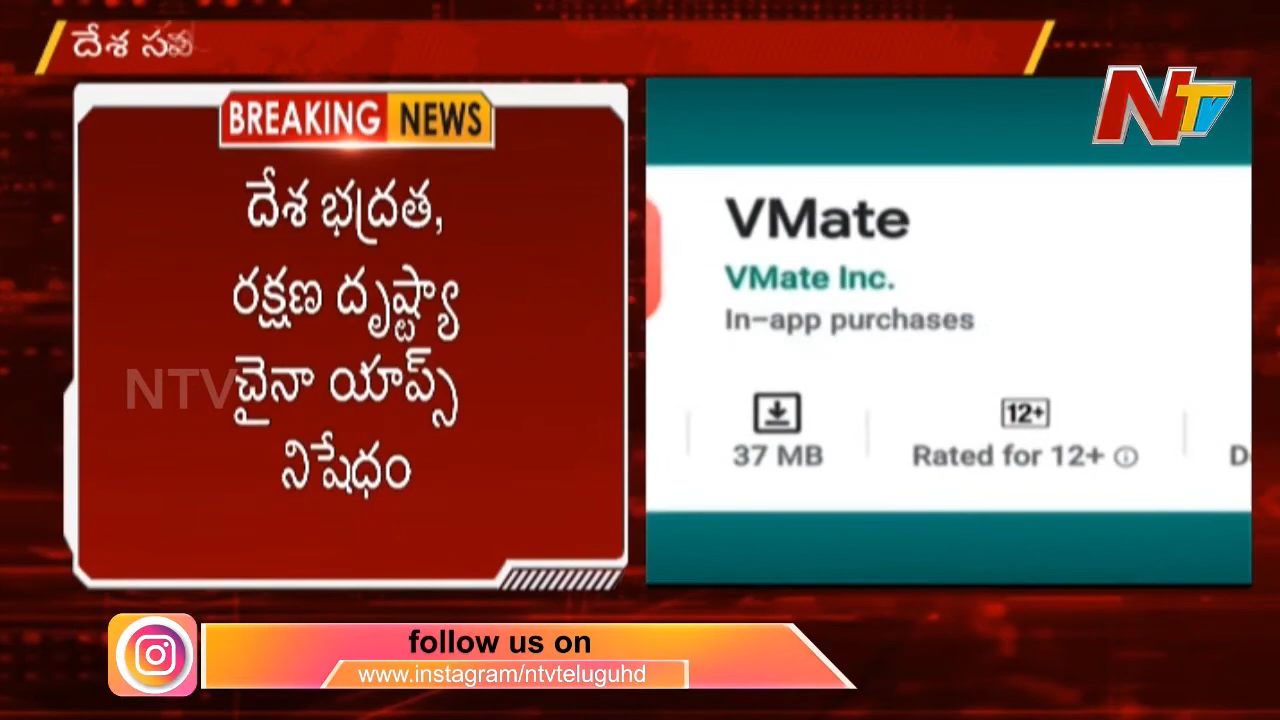 దేశ
NTV
BREAKING NEWS
దేశ భద్రత,
రక్షణ దృష్ట్యా
చైనా యాప్స్
నిషేధం
NTV
VMate
VMate Inc.
In-app purchases
12+
37 MB
Rated for 12+
follow us on
www.instagram/ntvteluguhd